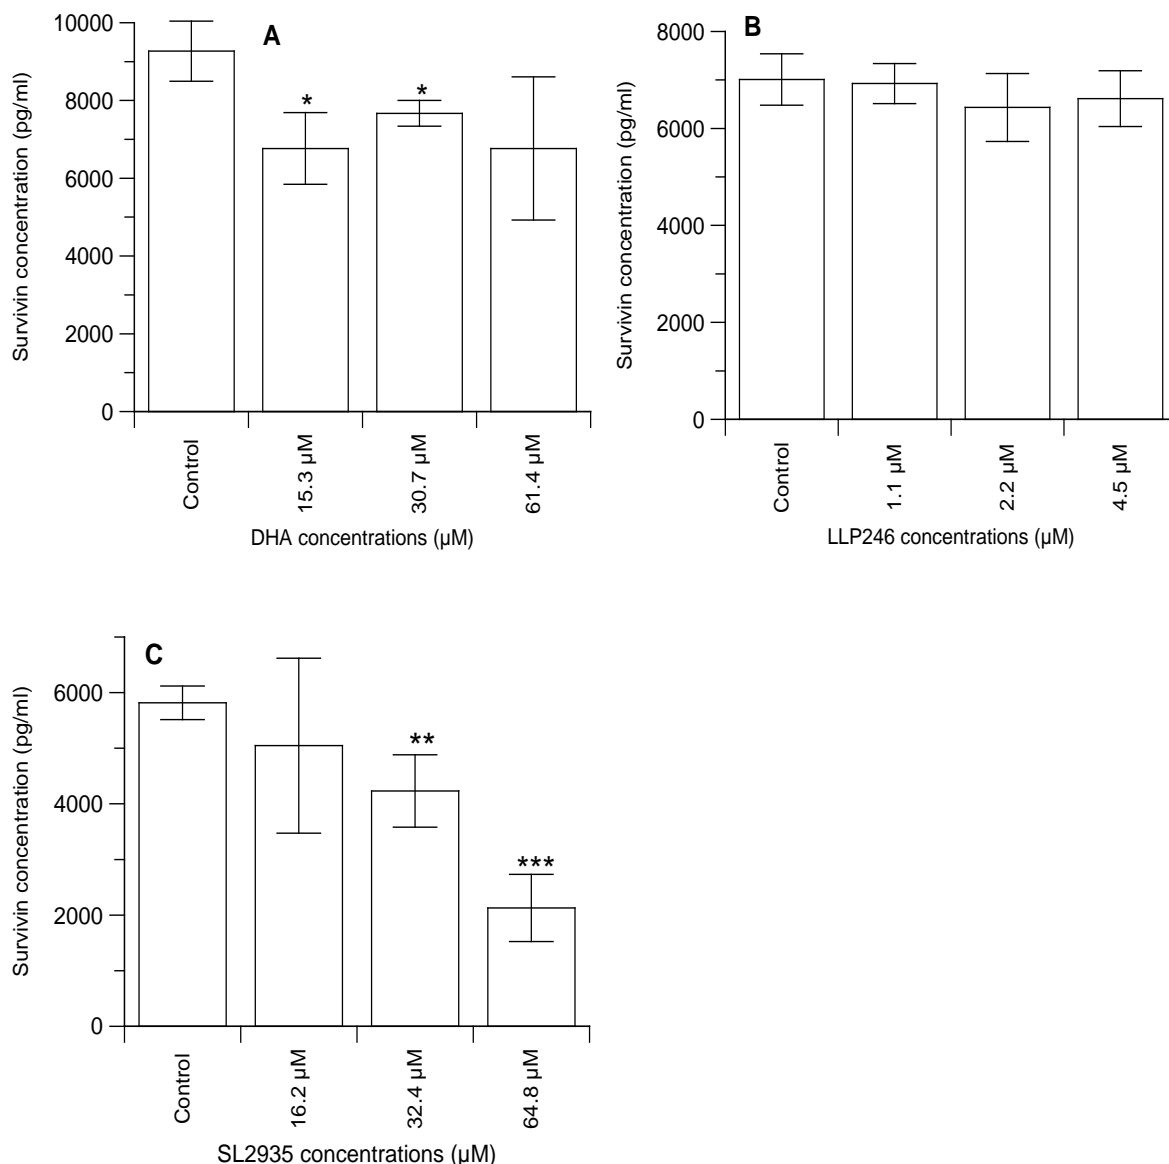 A
Survivin concentration (pg/ml)
10000
8000
6000
4000
2000
0
*
*
Control
15.3 µM
30.7 µM
61.4 µM
DHA concentrations (µM)
B
Survivin concentration (pg/ml)
8000
6000
4000
2000
0
Control
1.1 µM
2.2 µM
4.5 µM
LLP246 concentrations (µM)
C
Survivin concentration (pg/ml)
6000
4000
2000
0
**
***
Control
16.2 µM
32.4 µM
64.8 µM
SL2935 concentrations (µM)